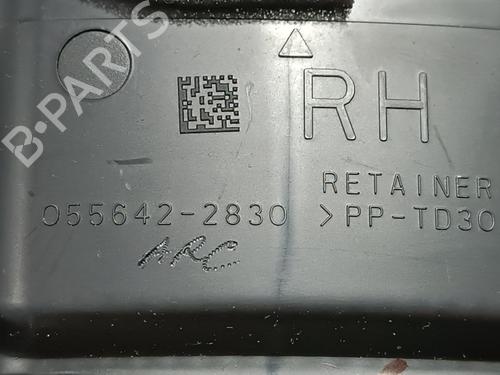 B-PARTS
RH
RETAINER
055642-2830 >PP-TD30